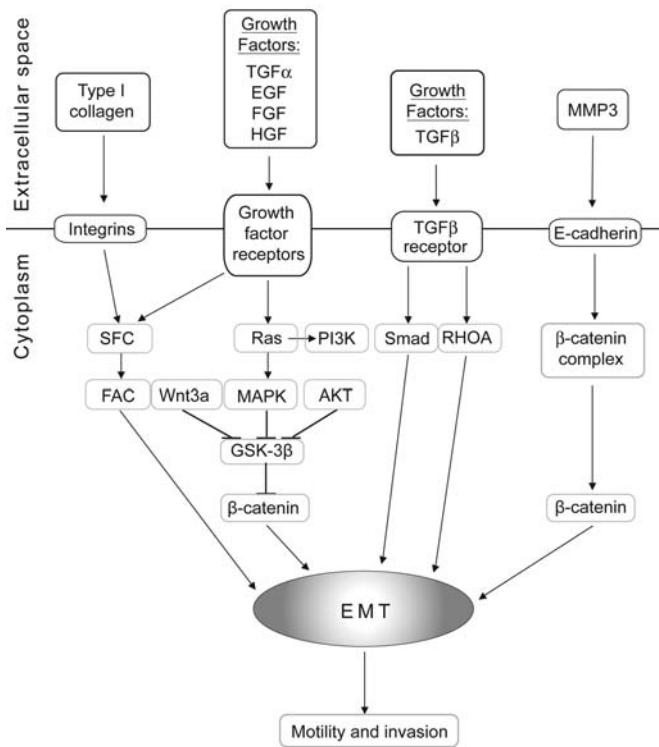 Extracellular space
Cytoplasm
Type I
collagen
Growth
Factors:
TGFα
EGF
FGF
HGF
Growth
Factors:
TGFβ
MMP3
Integrins
Growth
factor
receptors
TGFβ
receptor
E-cadherin
SFC
Ras
PI3K
Smad
RHOA
β-catenin
complex
FAC
Wnt3a
MAPK
AKT
GSK-3β
β-catenin
β-catenin
EMT
Motility and invasion